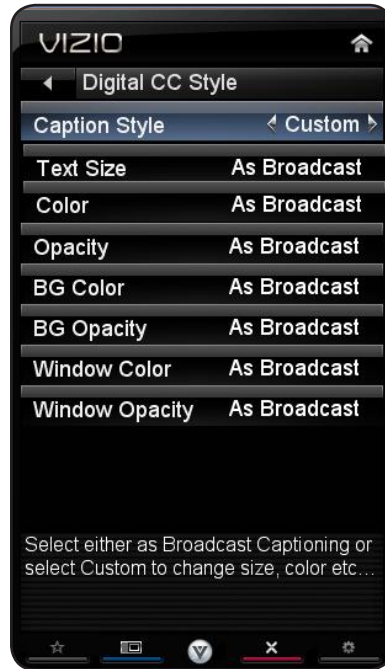 VIZIO
Digital CC Style
Caption Style Custom
Text Size As Broadcast
Color As Broadcast
Opacity As Broadcast
BG Color As Broadcast
BG Opacity As Broadcast
Window Color As Broadcast
Window Opacity As Broadcast
Select either as Broadcast Captioning or
select Custom to change size, color etc...
V